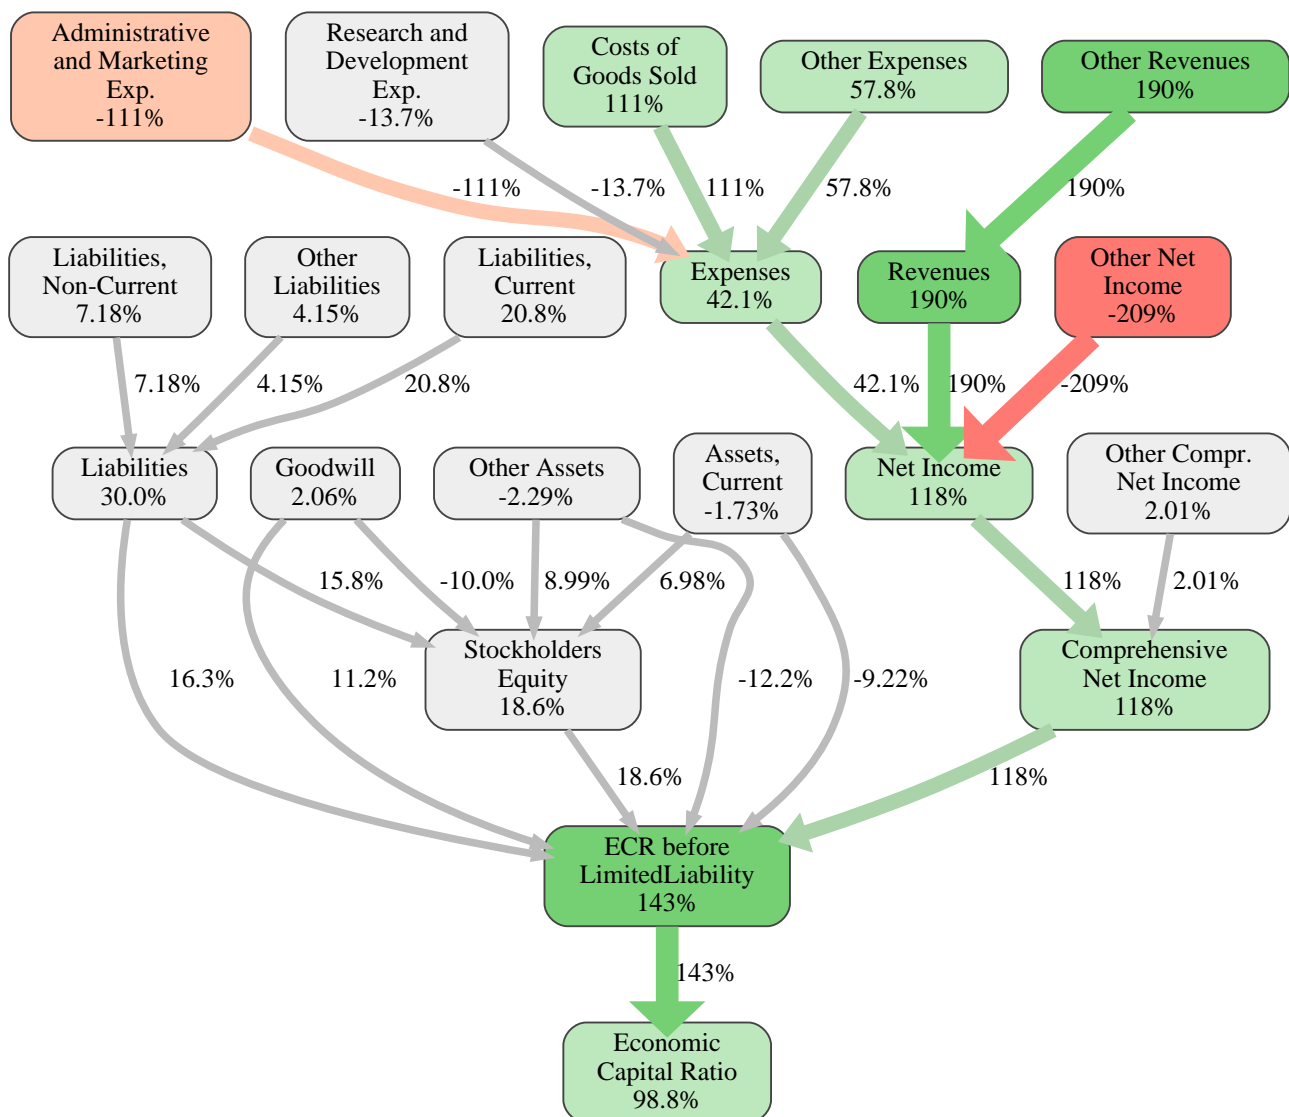 Administrative
and Marketing
Exp.
-111%
Research and
Development
Exp.
-13.7%
Costs of
Goods Sold
111%
Other Expenses
57.8%
Other Revenues
190%
-111%
-13.7%
111%
57.8%
190%
Liabilities,
Non-Current
7.18%
Other
Liabilities
4.15%
Liabilities,
Current
20.8%
Expenses
42.1%
Revenues
190%
Other Net
Income
-209%
7.18%
4.15%
20.8%
42.1%
190%
-209%
Liabilities
30.0%
Goodwill
2.06%
Other Assets
-2.29%
Assets,
Current
-1.73%
Net Income
118%
Other Compr.
Net Income
2.01%
15.8%
-10.0%
8.99%
6.98%
118%
2.01%
Stockholders
Equity
18.6%
Comprehensive
Net Income
118%
16.3%
11.2%
-12.2%
-9.22%
18.6%
118%
ECR before
LimitedLiability
143%
143%
Economic
Capital Ratio
98.8%